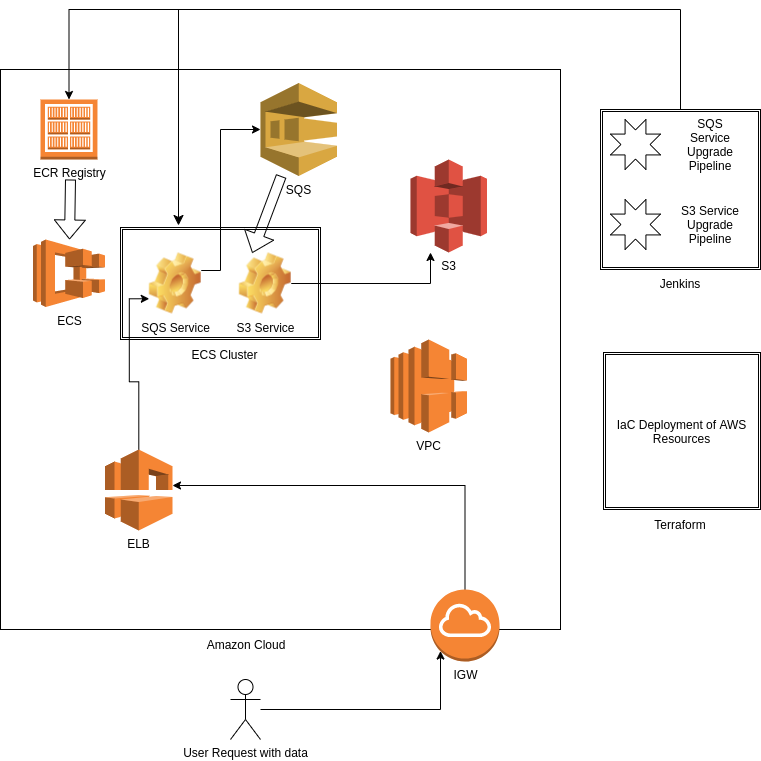 ECR Registry
SQS
S3
ECS
SQS Service
S3 Service
ECS Cluster
VPC
ELB
Amazon Cloud
IGW
User Request with data
SQS
Service
Upgrade
Pipeline
S3 Service
Upgrade
Pipeline
Jenkins
IaC Deployment of AWS
Resources
Terraform